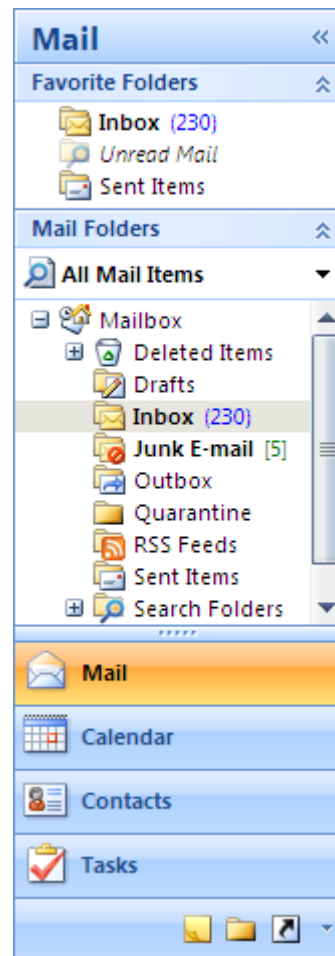 Mail
Favorite Folders
Inbox (230)
Unread Mail
Sent Items
Mail Folders
All Mail Items
Mailbox
Deleted Items
Drafts
Inbox (230)
Junk E-mail [5]
Outbox
Quarantine
RSS Feeds
Sent Items
Search Folders
Mail
Calendar
Contacts
Tasks